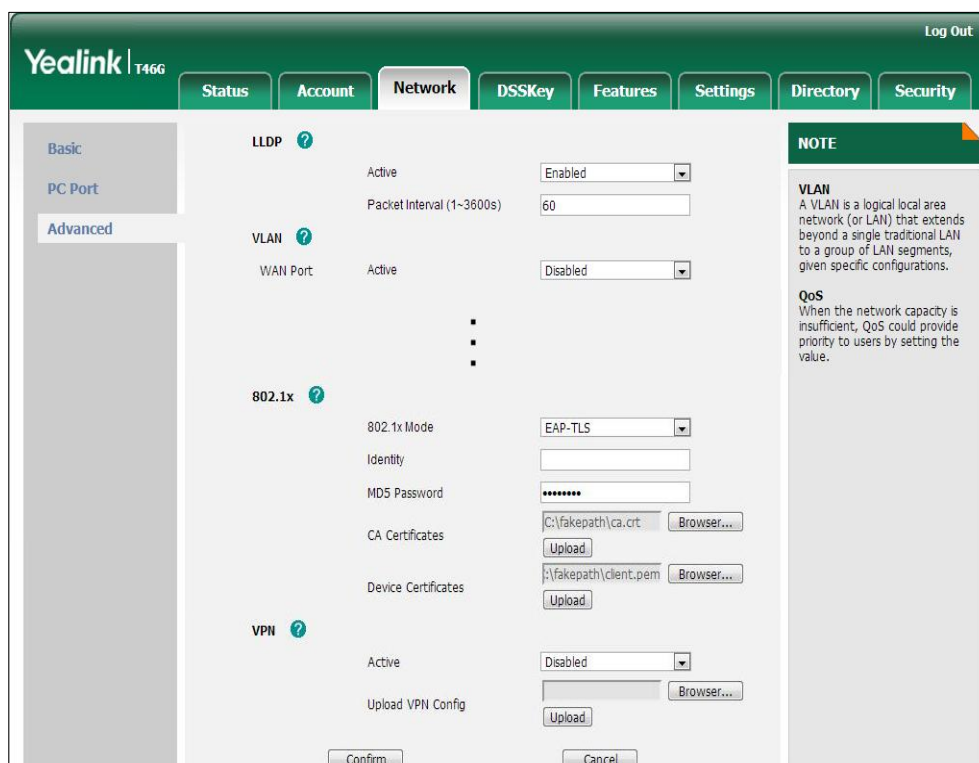 Log Out
Yealink T46G
Status Account Network DSSKey Features Settings Directory Security
Basic
PC Port
Advanced
LLDP ?
Active Enabled
Packet Interval (1~3600s) 60
VLAN ?
WAN Port Active Disabled
802.1x ?
802.1x Mode EAP-TLS
Identity
MD5 Password ••••••••
CA Certificates C:\fakepath\ca.crt Browser...
Upload
Device Certificates :\fakepath\client.pem Browser...
Upload
VPN ?
Active Disabled
Upload VPN Config Browser...
Upload
Confirm Cancel
NOTE
VLAN
A VLAN is a logical local area
network (or LAN) that extends
beyond a single traditional LAN
to a group of LAN segments,
given specific configurations.
QoS
When the network capacity is
insufficient, QoS could provide
priority to users by setting the
value.